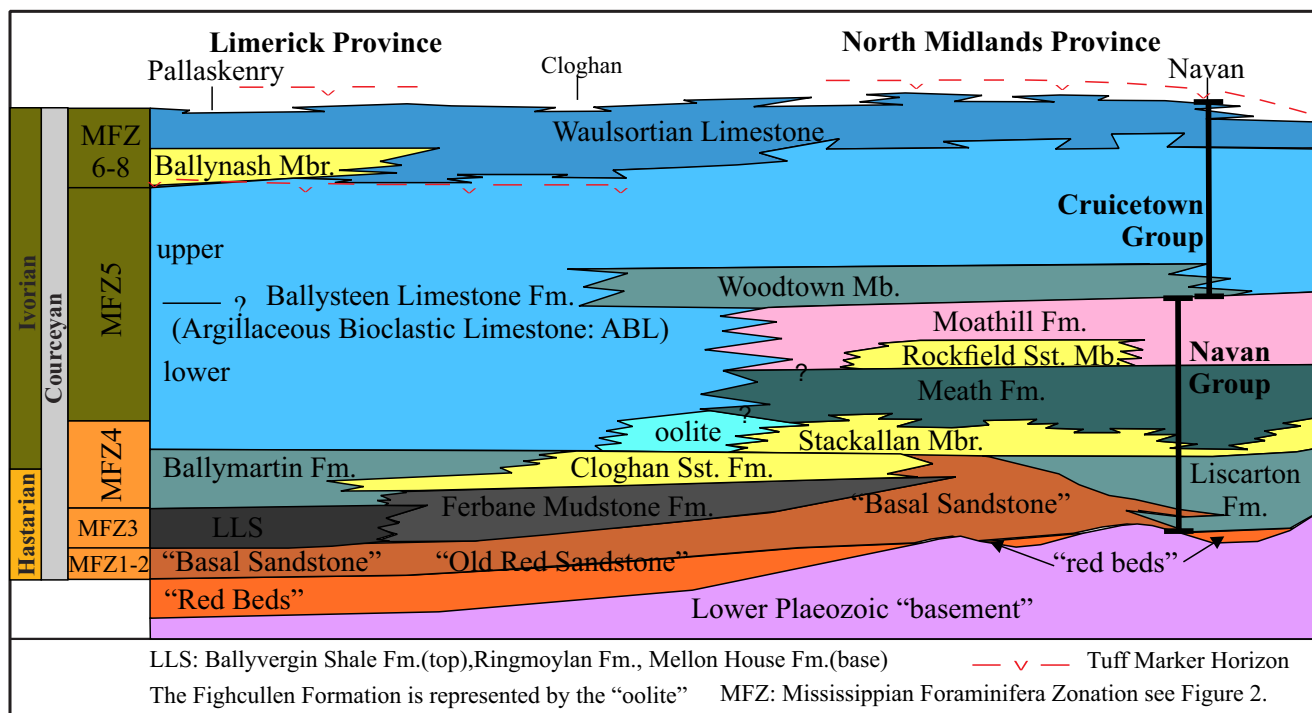 Limerick Province
North Midlands Province
Pallaskenry
Cloghan
Navan
Ivorian
Hastarian
Courceyan
MFZ
6-8
MFZ5
MFZ4
MFZ3
MFZ1-2
Waulsortian Limestone
Ballynash Mbr.
Cruicetown
Group
upper
Woodtown Mb.
? Ballysteen Limestone Fm.
(Argillaceous Bioclastic Limestone: ABL)
Moathill Fm.
Rockfield Sst. Mb.
Navan
Group
lower
?
Meath Fm.
?
oolite
Stackallan Mbr.
Ballymartin Fm.
Cloghan Sst. Fm.
Liscarton
Fm.
Ferbane Mudstone Fm.
"Basal Sandstone"
LLS
"Basal Sandstone"
"Old Red Sandstone"
"red beds"
"Red Beds"
Lower Plaeozoic "basement"
LLS: Ballyvergin Shale Fm.(top),Ringmoylan Fm., Mellon House Fm.(base)
Tuff Marker Horizon
The Fighcullen Formation is represented by the "oolite"
MFZ: Mississippian Foraminifera Zonation see Figure 2.